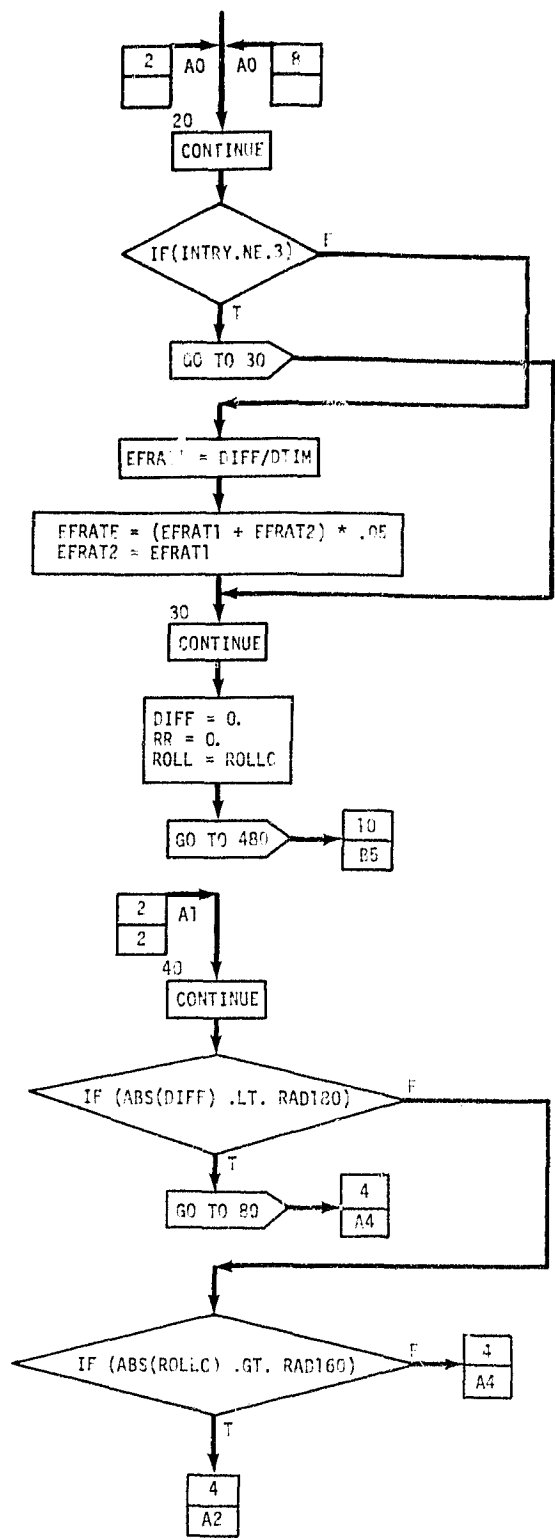 2 A0 A0 8
20
CONTINUE
F
IF(INTRY.NE.3)
T
GO TO 30
= DIFF/DTIM
EFRATE = (EFRAT1 + EFRAT2) * .05
EFRAT2 = EFRAT1
30
CONTINUE
DIFF = 0.
RR = 0.
ROLL = ROLLC
GO TO 480
10
B5
2 A1
2
40
CONTINUE
IF (ABS(DIFF) .LT. RAD180)
F
T
GO TO 80
4
A4
IF (ABS(ROLLC) .GT. RAD160)
F
4
A4
T
4
A2